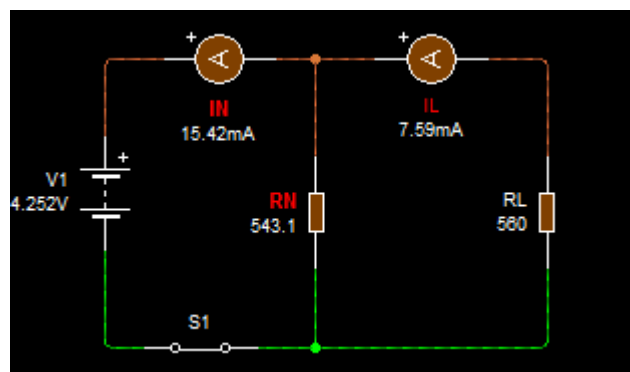 +
A
IN
15.42mA
+
A
IL
7.59mA
+
V1
4.252V
RN
543.1
RL
560
S1